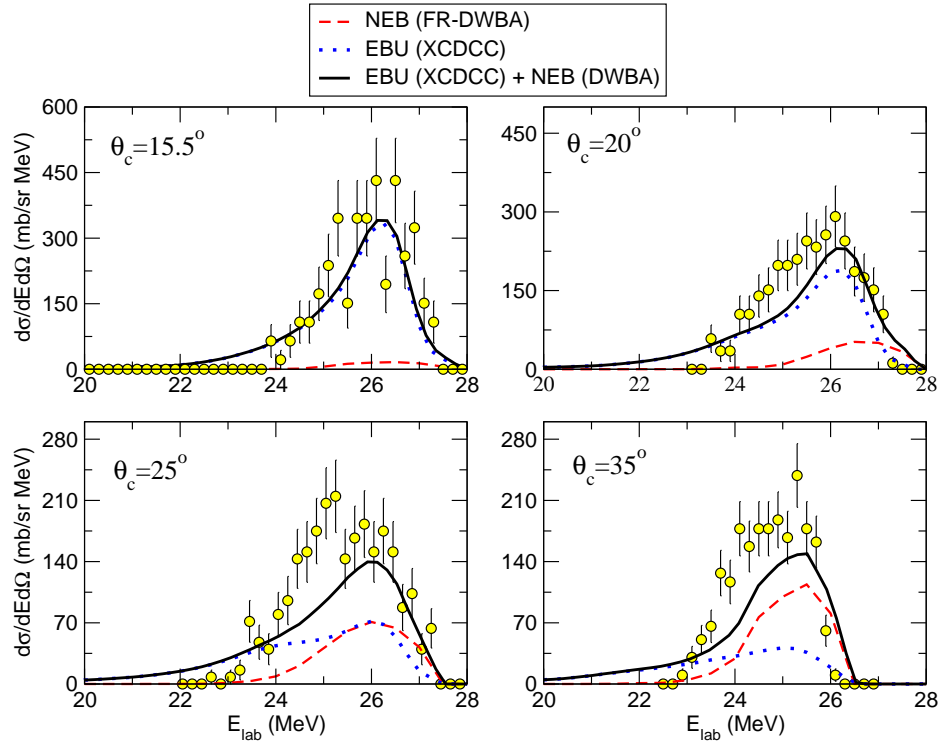 NEB (FR-DWBA)
EBU (XCDCC)
EBU (XCDCC) + NEB (DWBA)
θc=15.5°
θc=20°
600
450
300
150
0
450
300
150
0
20 22 24 26 28
20 22 24 26 28
dσ/dEdΩ (mb/sr MeV)
θc=25°
θc=35°
280
210
140
70
0
280
210
140
70
0
20 22 24 26 28
20 22 24 26 28
dσ/dEdΩ (mb/sr MeV)
Elab (MeV)
Elab (MeV)